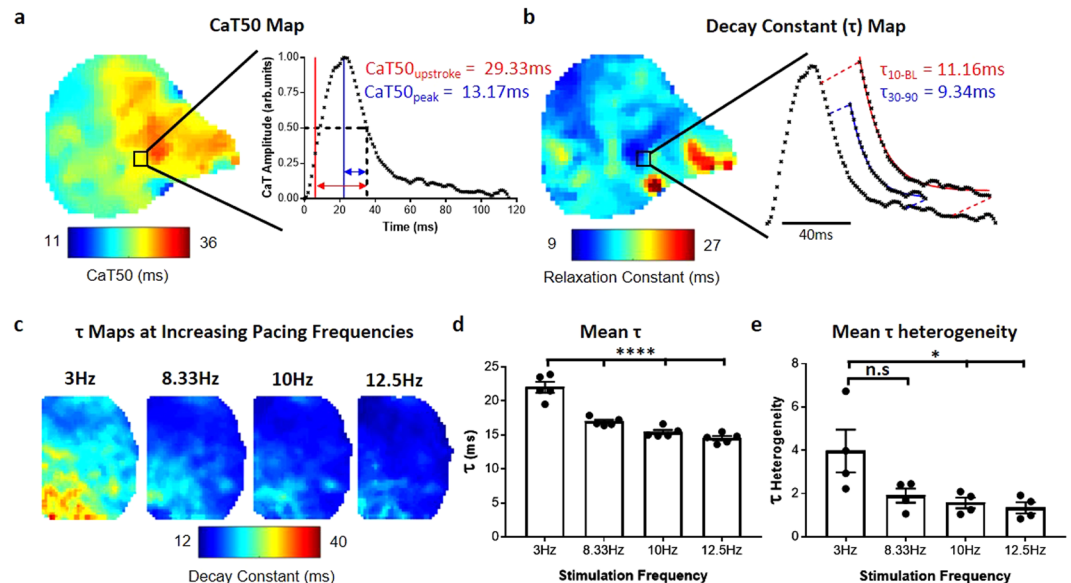 a
CaT50 Map
CaT Amplitude (arb.units)
1.00
0.75
0.50
0.25
0.00
0 20 40 60 80 100 120
Time (ms)
CaT50upstroke = 29.33ms
CaT50peak = 13.17ms
11 36
CaT50 (ms)
b
Decay Constant (τ) Map
τ10-BL = 11.16ms
τ30-90 = 9.34ms
40ms
9 27
Relaxation Constant (ms)
c
τ Maps at Increasing Pacing Frequencies
3Hz 8.33Hz 10Hz 12.5Hz
12 40
Decay Constant (ms)
d
Mean τ
****
τ (ms)
25
20
15
10
5
0
3Hz 8.33Hz 10Hz 12.5Hz
Stimulation Frequency
e
Mean τ heterogeneity
*
n.s
τ Heterogeneity
8
6
4
2
0
3Hz 8.33Hz 10Hz 12.5Hz
Stimulation Frequency